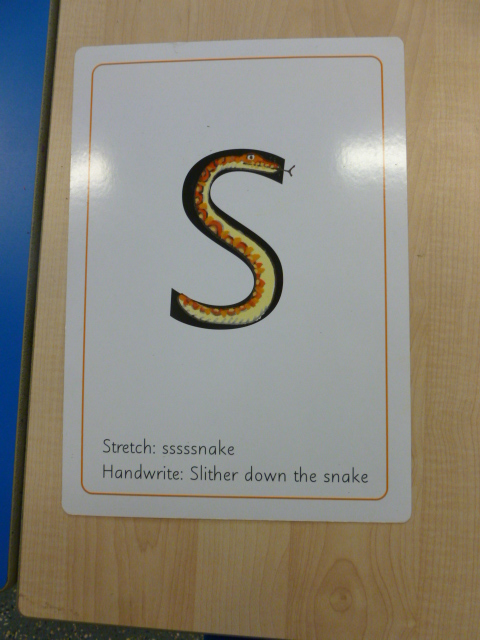 S
Stretch: sssssnake
Handwrite: Slither down the snake